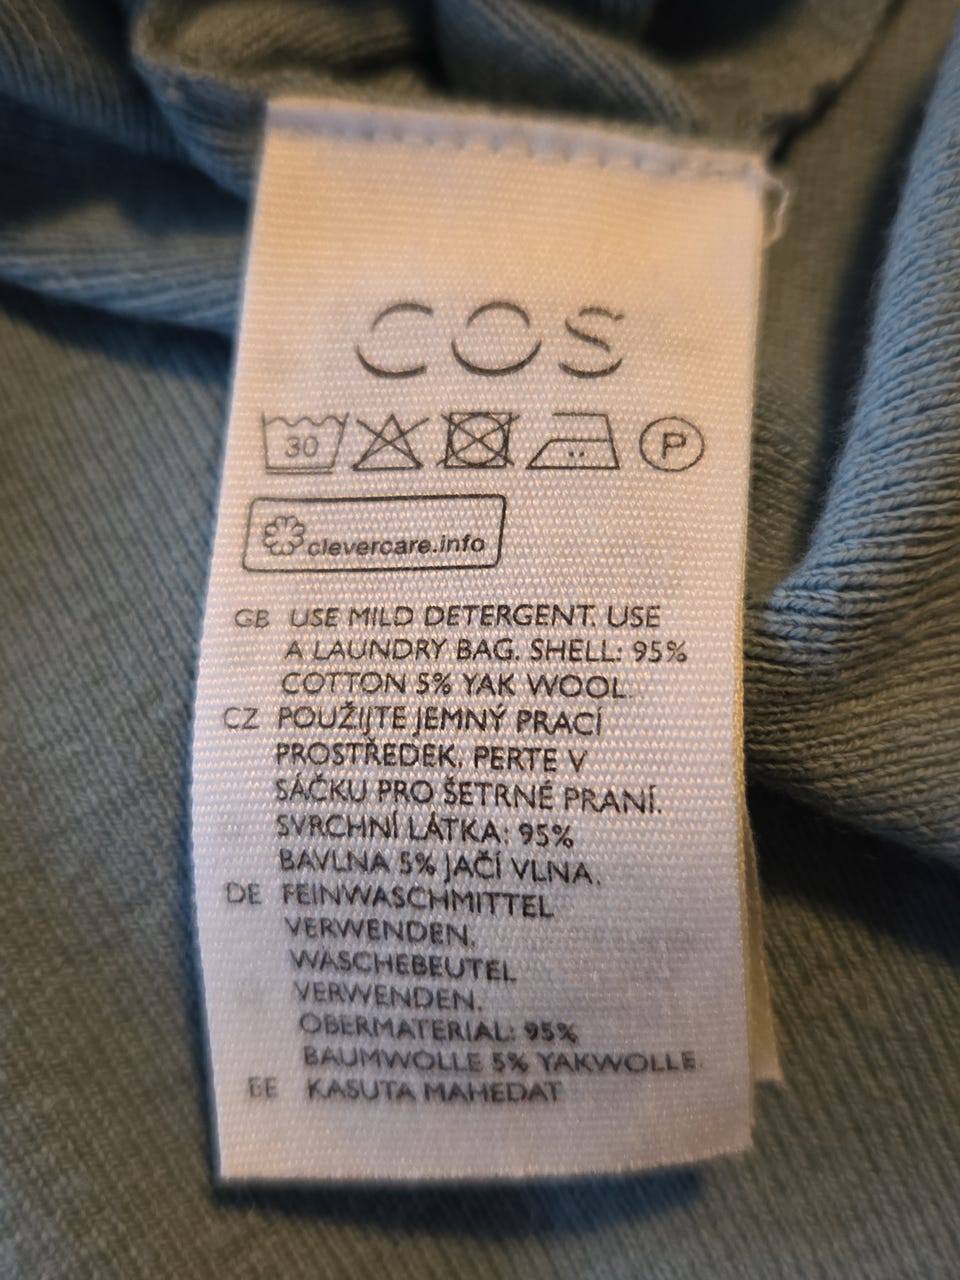 COS
30 P
clevercare.info
GB USE MILD DETERGENT. USE
A LAUNDRY BAG. SHELL: 95%
COTTON 5% YAK WOOL.
CZ POUŽIJTE JEMNÝ PRACÍ
PROSTŘEDEK. PERTE V
SÁČKU PRO ŠETRNÉ PRANÍ.
SVRCHNÍ LÁTKA: 95%
BAVLNA 5% JAČÍ VLNA.
DE FEINWASCHMITTEL
VERWENDEN.
WÄSCHEBEUTEL
VERWENDEN.
OBERMATERIAL: 95%
BAUMWOLLE 5% YAKWOLLE.
EE KASUTA MAHEDAT